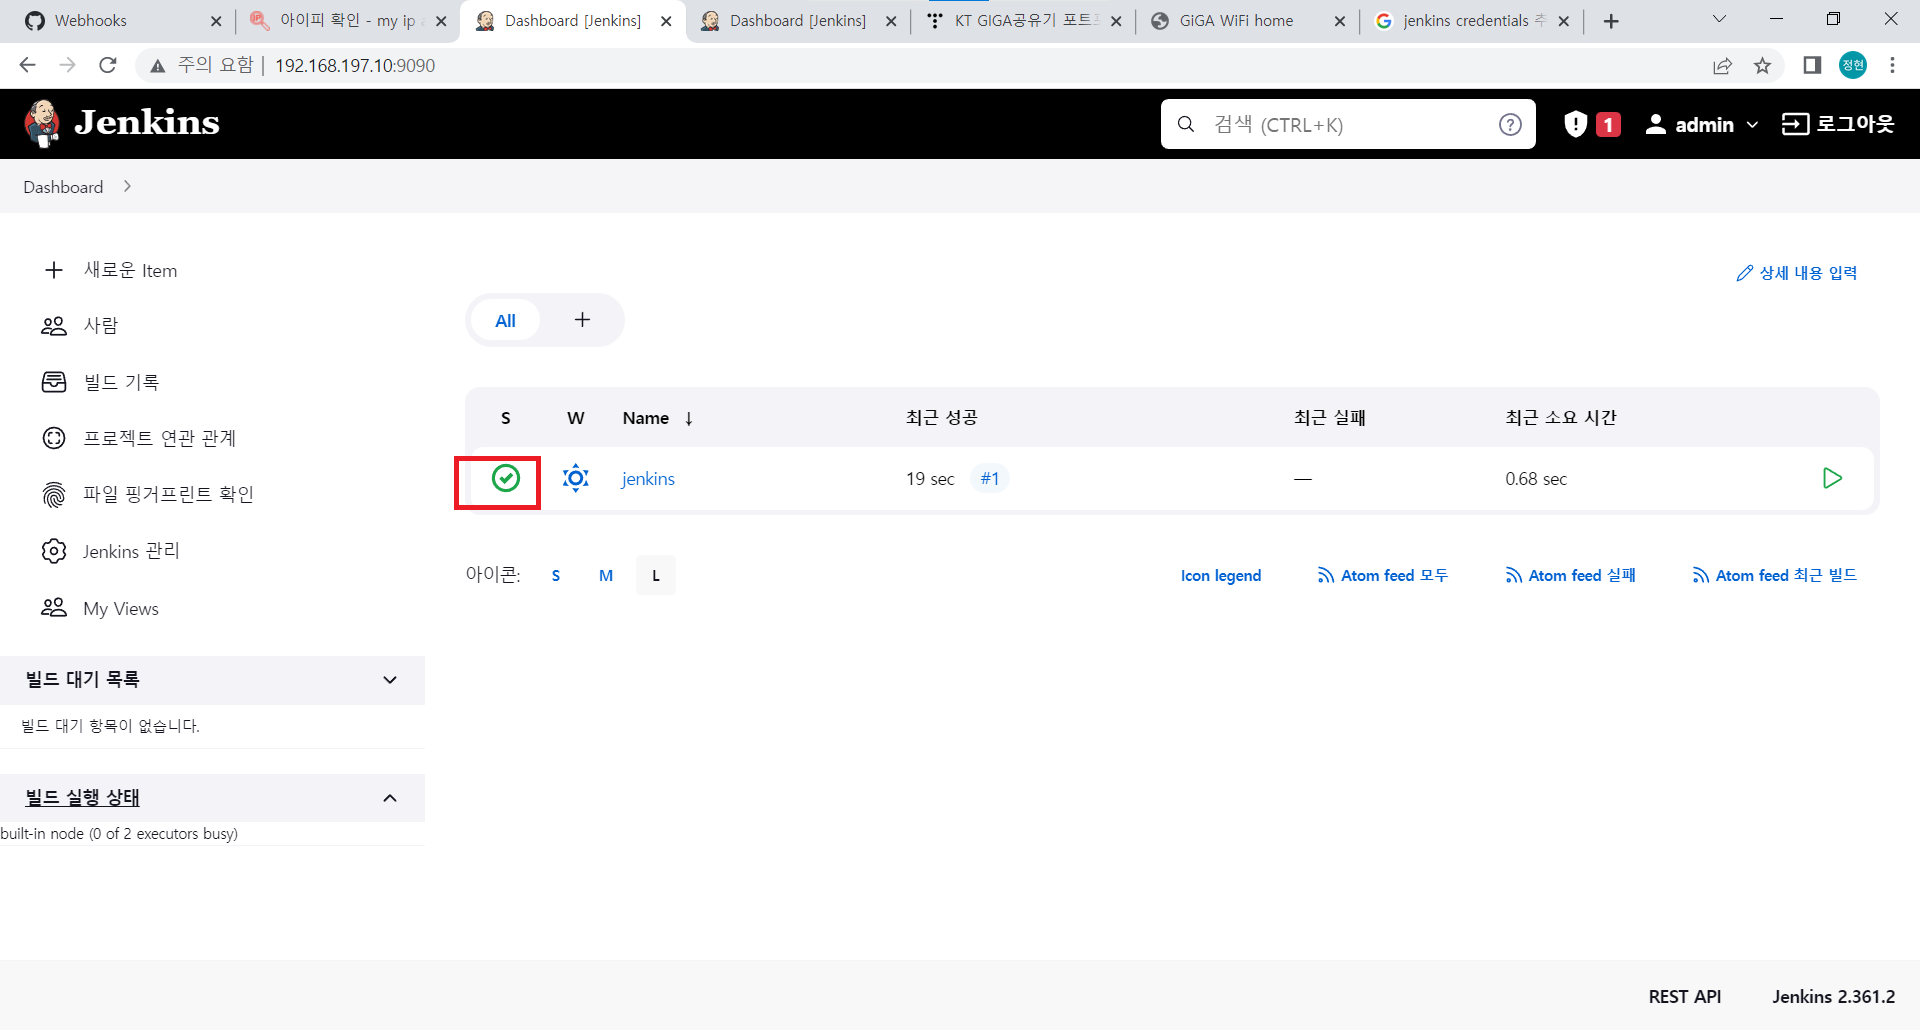 Webhooks
아이피 확인 - my ip
Dashboard [Jenkins]
Dashboard [Jenkins]
KT GIGA공유기 포트
GiGA WiFi home
jenkins credentials 추
주의 요함 | 192.168.197.10:9090
정현
Jenkins
검색 (CTRL+K)
1
admin
로그아웃
Dashboard
새로운 Item
상세 내용 입력
사람
All
빌드 기록
S W Name ↓ 최근 성공 최근 실패 최근 소요 시간
프로젝트 연관 관계
jenkins 19 sec #1 — 0.68 sec
파일 핑거프린트 확인
Jenkins 관리
아이콘: S M L
Icon legend
Atom feed 모두
Atom feed 실패
Atom feed 최근 빌드
My Views
빌드 대기 목록
빌드 대기 항목이 없습니다.
빌드 실행 상태
built-in node (0 of 2 executors busy)
REST API
Jenkins 2.361.2